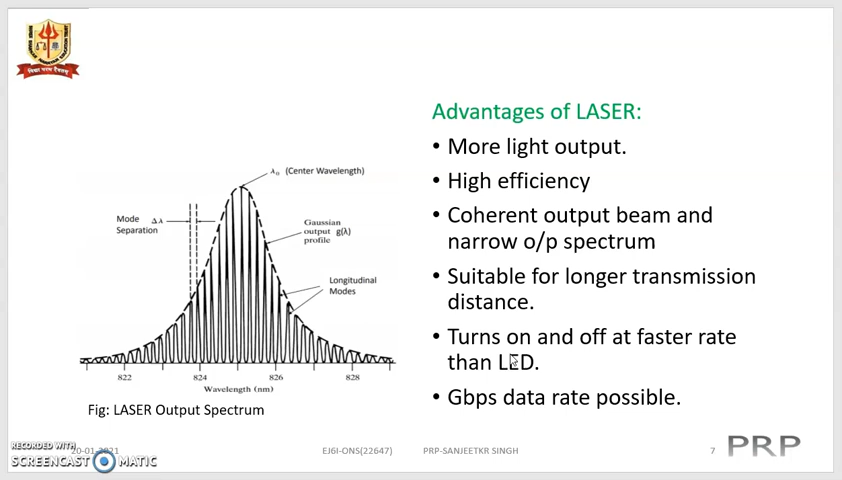 विद्या परम दैवतम्
Advantages of LASER:
• More light output.
• High efficiency
• Coherent output beam and
narrow o/p spectrum
• Suitable for longer transmission
distance.
• Turns on and off at faster rate
than LED.
• Gbps data rate possible.
λ₀ (Center Wavelength)
Mode Δλ
Separation
Gaussian
output g(λ)
profile
Longitudinal
Modes
822 824 826 828
Wavelength (nm)
Fig: LASER Output Spectrum
RECORDED WITH
SCREENCAST MATIC
20-01-2021
EJ6I-ONS(22647) PRP-SANJEETKR SINGH
7
PRP